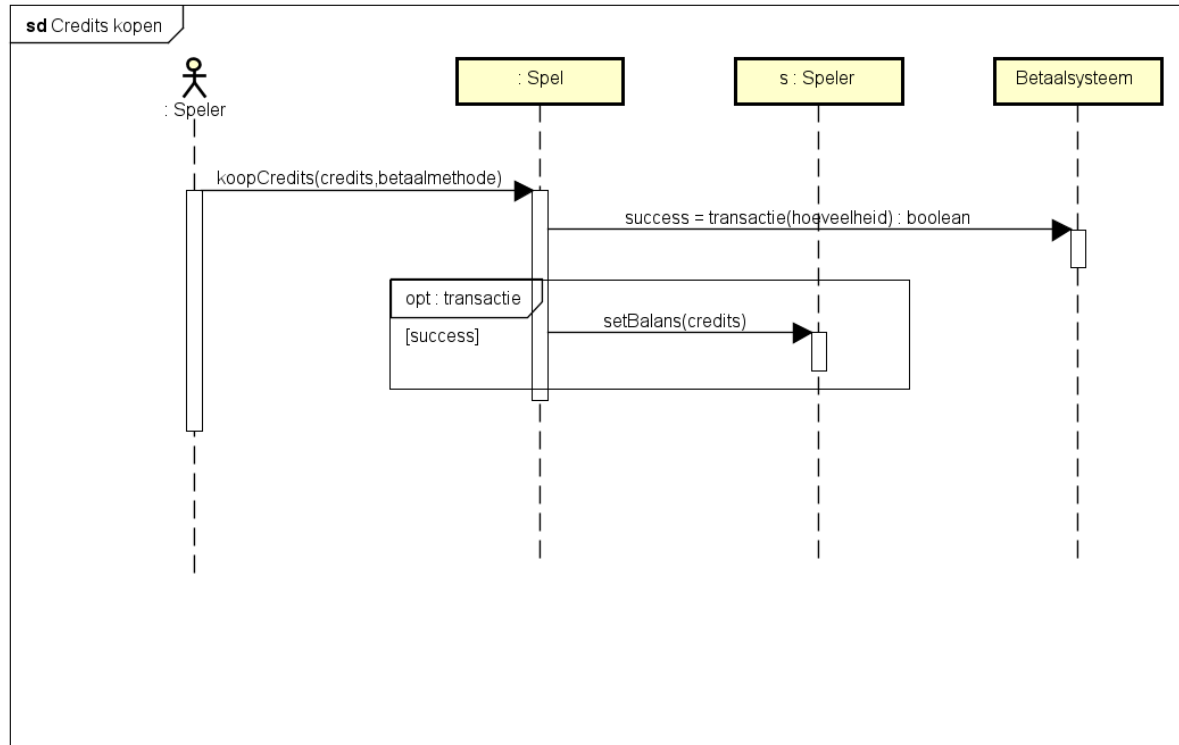 sd Credits kopen
: Speler
: Spel
s : Speler
Betaalsysteem
koopCredits(credits,betaalmethode)
success = transactie(hoeveelheid) : boolean
opt : transactie
[success]
setBalans(credits)